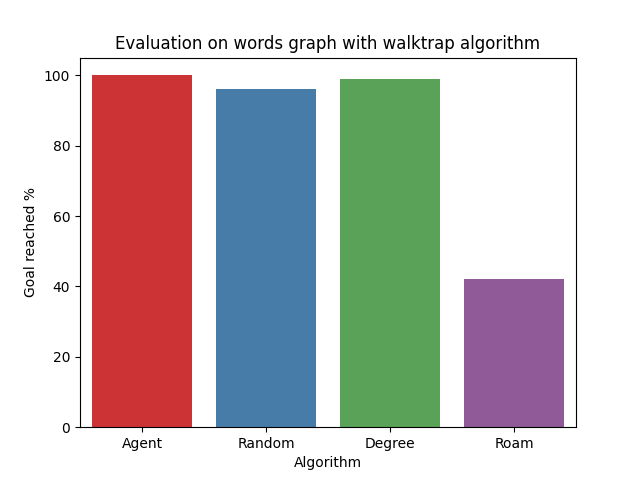 Evaluation on words graph with walktrap algorithm
Goal reached %
100
80
60
40
20
0
Agent Random Degree Roam
Algorithm